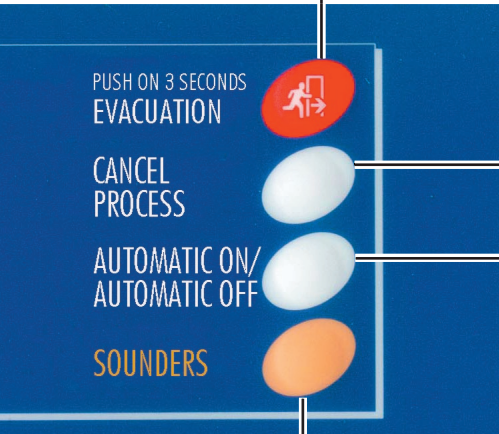 PUSH ON 3 SECONDS
EVACUATION
CANCEL
PROCESS
AUTOMATIC ON/
AUTOMATIC OFF
SOUNDERS